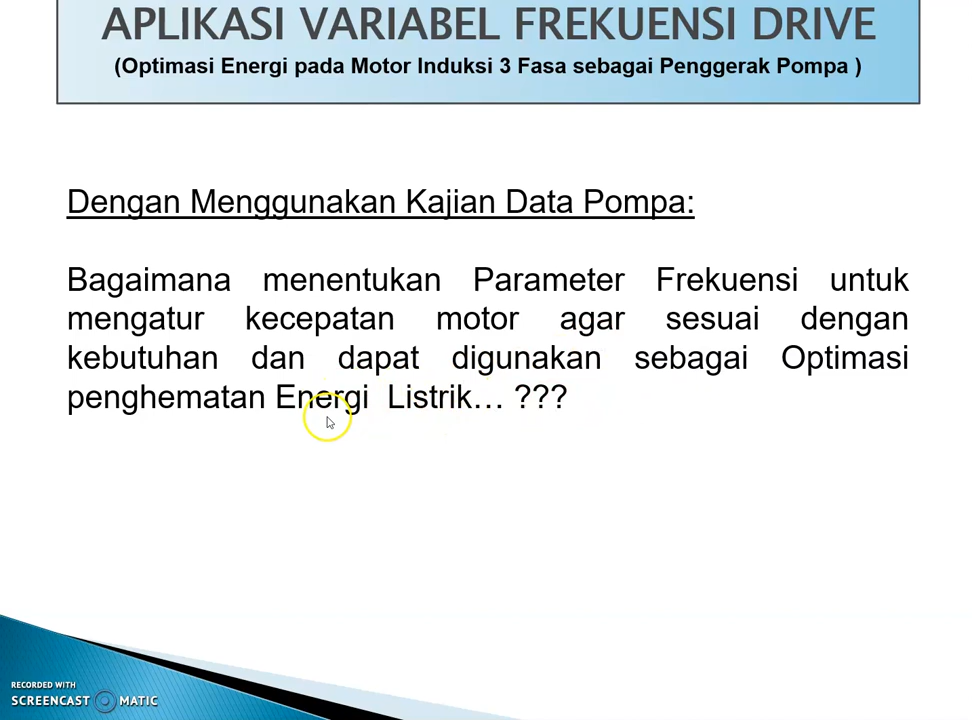 APLIKASI VARIABEL FREKUENSI DRIVE
(Optimasi Energi pada Motor Induksi 3 Fasa sebagai Penggerak Pompa )
Dengan Menggunakan Kajian Data Pompa:
Bagaimana menentukan Parameter Frekuensi untuk
mengatur kecepatan motor agar sesuai dengan
kebutuhan dan dapat digunakan sebagai Optimasi
penghematan Energi Listrik… ???
RECORDED WITH
SCREENCAST MATIC